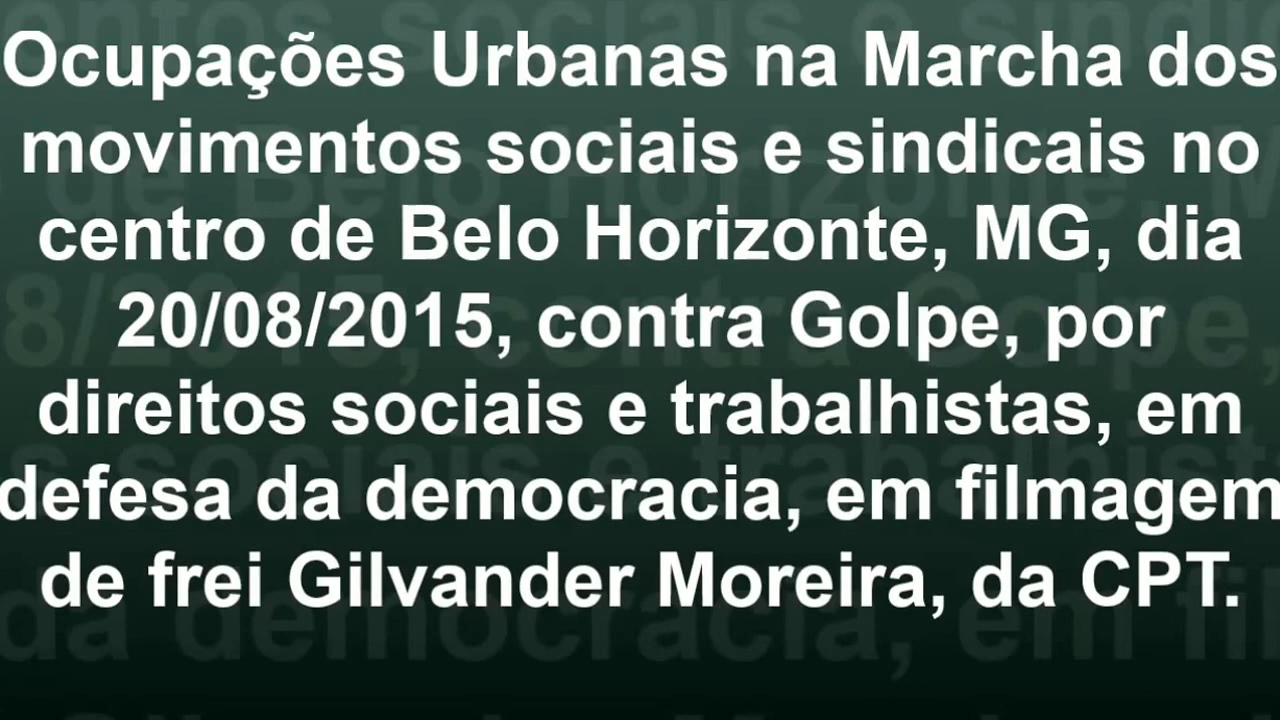 Ocupações Urbanas na Marcha dos
movimentos sociais e sindicais no
centro de Belo Horizonte, MG, dia
20/08/2015, contra Golpe, por
direitos sociais e trabalhistas, em
defesa da democracia, em filmagem
de frei Gilvander Moreira, da CPT.